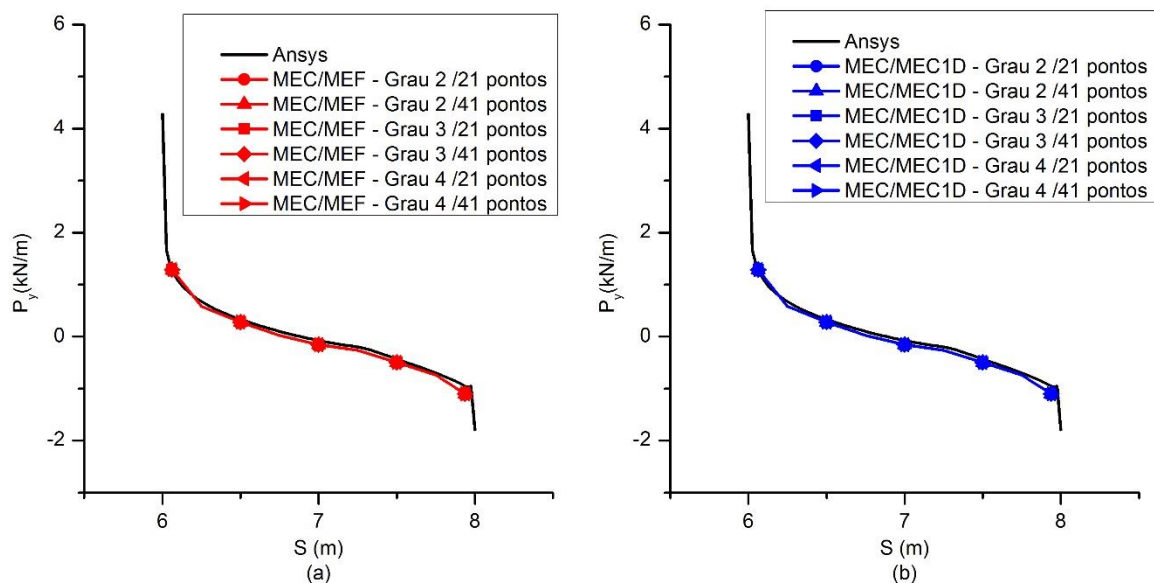 6
4
2
0
-2
P_y(kN/m)
Ansys
MEC/MEF - Grau 2 /21 pontos
MEC/MEF - Grau 2 /41 pontos
MEC/MEF - Grau 3 /21 pontos
MEC/MEF - Grau 3 /41 pontos
MEC/MEF - Grau 4 /21 pontos
MEC/MEF - Grau 4 /41 pontos
6 7 8
S (m)
(a)
6
4
2
0
-2
P_y(kN/m)
Ansys
MEC/MEC1D - Grau 2 /21 pontos
MEC/MEC1D - Grau 2 /41 pontos
MEC/MEC1D - Grau 3 /21 pontos
MEC/MEC1D - Grau 3 /41 pontos
MEC/MEC1D - Grau 4 /21 pontos
MEC/MEC1D - Grau 4 /41 pontos
6 7 8
S (m)
(b)